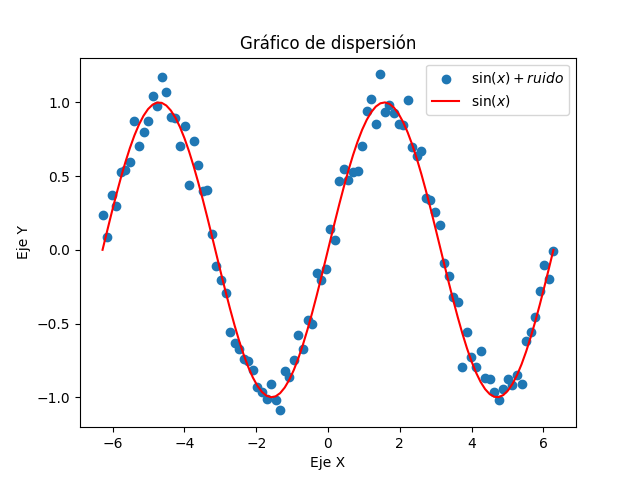 Gráfico de dispersión
sin(x) + ruido
sin(x)
Eje Y
1.0
0.5
0.0
−0.5
−1.0
−6 −4 −2 0 2 4 6
Eje X